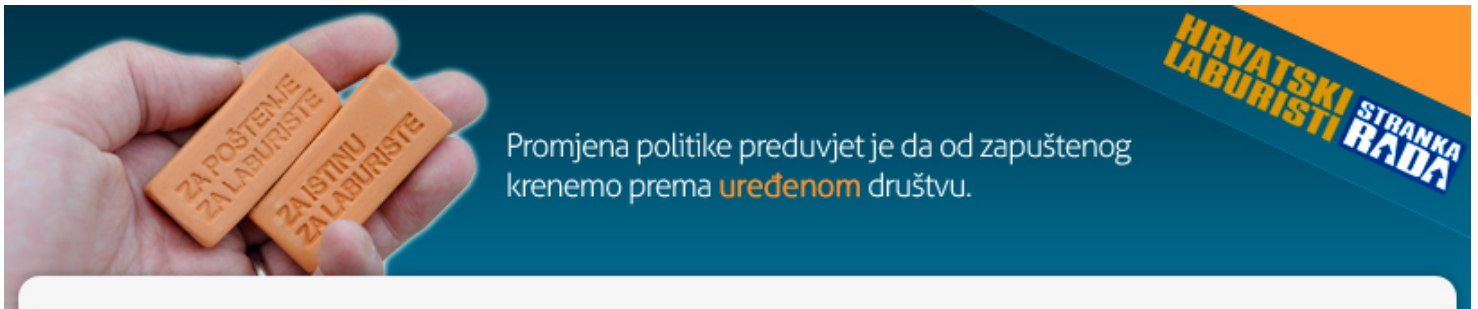 ZA POŠTENJE
ZA LABURISTE
ZA ISTINU
ZA LABURISTE
Promjena politike preduvjet je da od zapuštenog
krenemo prema uređenom društvu.
HRVATSKI
LABURISTI
STRANKA
RADA